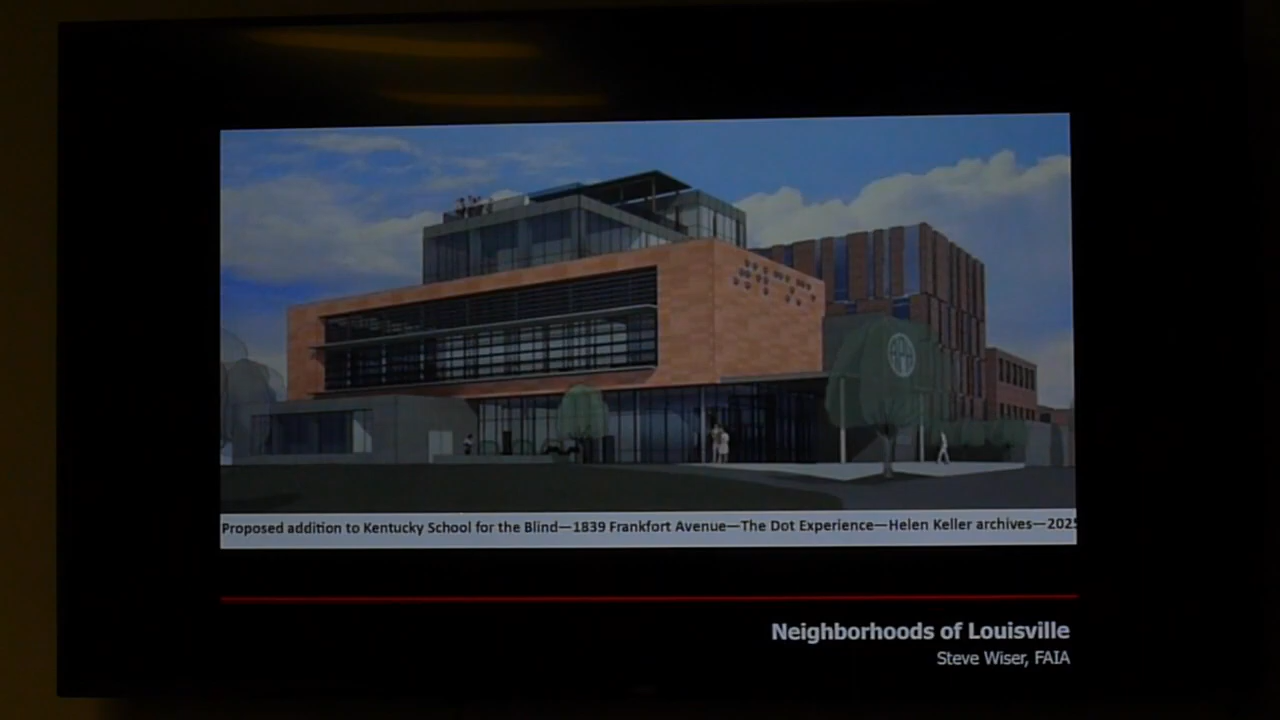 Proposed addition to Kentucky School for the Blind—1839 Frankfort Avenue—The Dot Experience—Helen Keller archives—2025
Neighborhoods of Louisville
Steve Wiser, FAIA